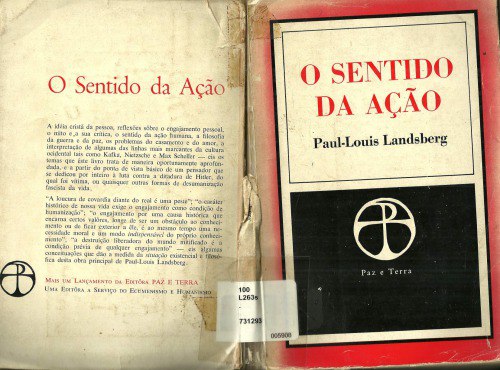 O Sentido da Ação
A idéia cristã da pessoa, reflexões sôbre o engajamento pessoal,
o mito e a sua crítica, o sentido da ação humana, a filosofia
da guerra e da paz, os problemas do casamento e do amor, a
interpretação de algumas das linhas mais marcantes da cultura
ocidental tais como Kafka, Nietzsche e Max Scheller — eis os
temas que êste livro trata de maneira oportunamente aprofun-
dada, e a partir do ponto de vista básico de um pensador que
se dedicou por inteiro à luta contra a ditadura de Hitler, do
qual foi vítima, ou quaisquer outras formas de desumanização
fascista da vida.
"A loucura de covardia diante do real é uma peste"; "o caráter
histórico de nossa vida exige o engajamento como condição de
humanização"; "o engajamento por uma causa histórica que
encarna certos valôres, longe de ser um obstáculo ao conheci-
mento ou de ficar exterior a êle, é ao mesmo tempo uma ne-
cessidade moral e um modo indispensável do próprio conheci-
mento"; "a destruição liberadora do mundo mitificado é a
condição prévia de qualquer engajamento" — eis algumas
conceituações que dão a medida da situação existencial e filosó-
fica desta obra principal de Paul-Louis Landsberg.
Mais um Lançamento da Editôra PAZ E TERRA
Uma Editôra a Serviço do Ecumenismo e Humanismo
100
L263s
-
731293
005900
O SENTIDO
DA AÇÃO
Paul-Louis Landsberg
Paz e Terra